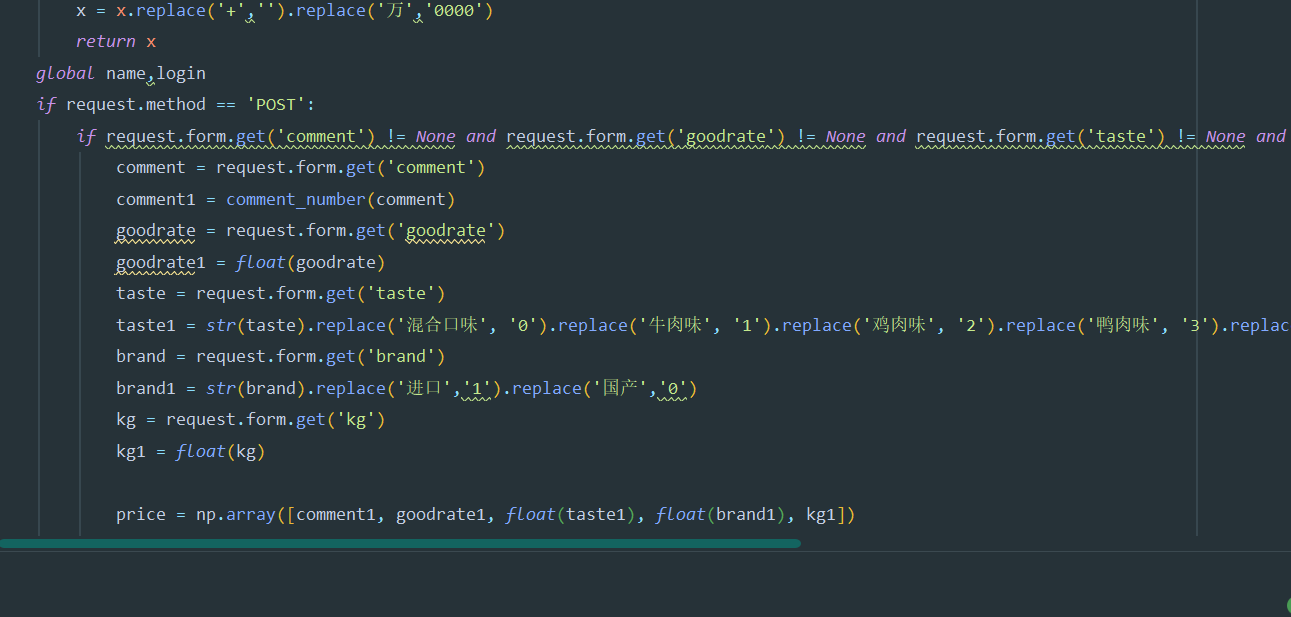 x = x.replace('+','').replace('万','0000')
return x
global name,login
if request.method == 'POST':
if request.form.get('comment') != None and request.form.get('goodrate') != None and request.form.get('taste') != None and
comment = request.form.get('comment')
comment1 = comment_number(comment)
goodrate = request.form.get('goodrate')
goodrate1 = float(goodrate)
taste = request.form.get('taste')
taste1 = str(taste).replace('混合口味', '0').replace('牛肉味', '1').replace('鸡肉味', '2').replace('鸭肉味', '3').replac
brand = request.form.get('brand')
brand1 = str(brand).replace('进口','1').replace('国产','0')
kg = request.form.get('kg')
kg1 = float(kg)
price = np.array([comment1, goodrate1, float(taste1), float(brand1), kg1])